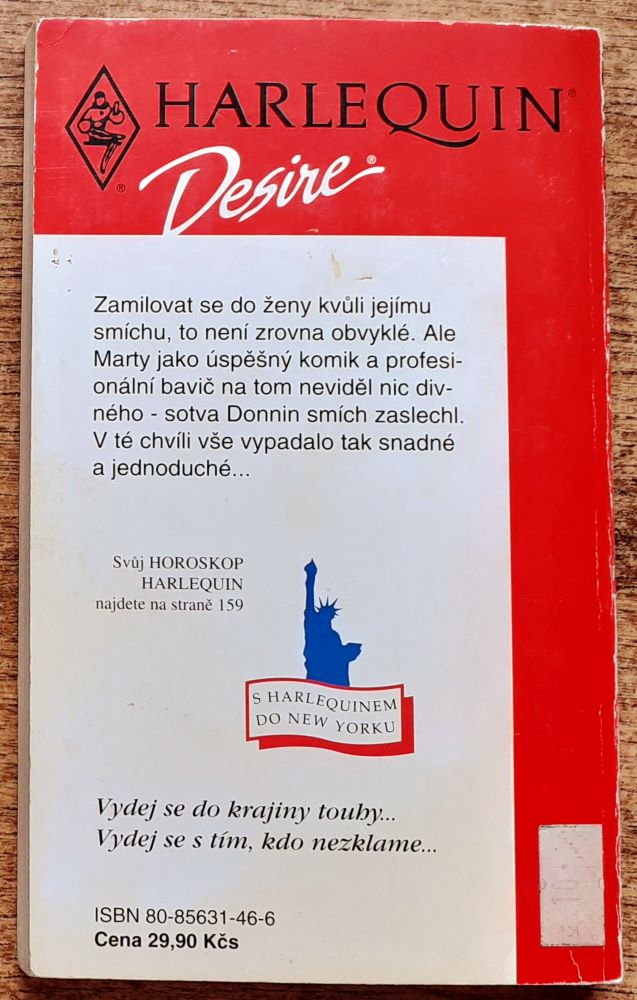 HARLEQUIN®
®
Desire®
Zamilovat se do ženy kvůli jejímu
smíchu, to není zrovna obvyklé. Ale
Marty jako úspěšný komik a profesi-
onální bavič na tom neviděl nic div-
ného - sotva Donnin smích zaslechl.
V té chvíli vše vypadalo tak snadné
a jednoduché...
Svůj HOROSKOP
HARLEQUIN
najdete na straně 159
S HARLEQUINEM
DO NEW YORKU
Vydej se do krajiny touhy...
Vydej se s tím, kdo nezklame...
ISBN 80-85631-46-6
Cena 29,90 Kčs